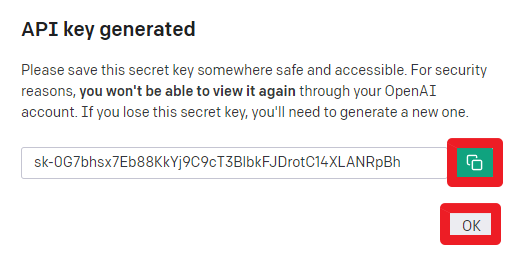 API key generated
Please save this secret key somewhere safe and accessible. For security
reasons, you won't be able to view it again through your OpenAI
account. If you lose this secret key, you'll need to generate a new one.
sk-0G7bhsx7Eb88KkYj9C9cT3BlbkFJDrotC14XLANRpBh
OK